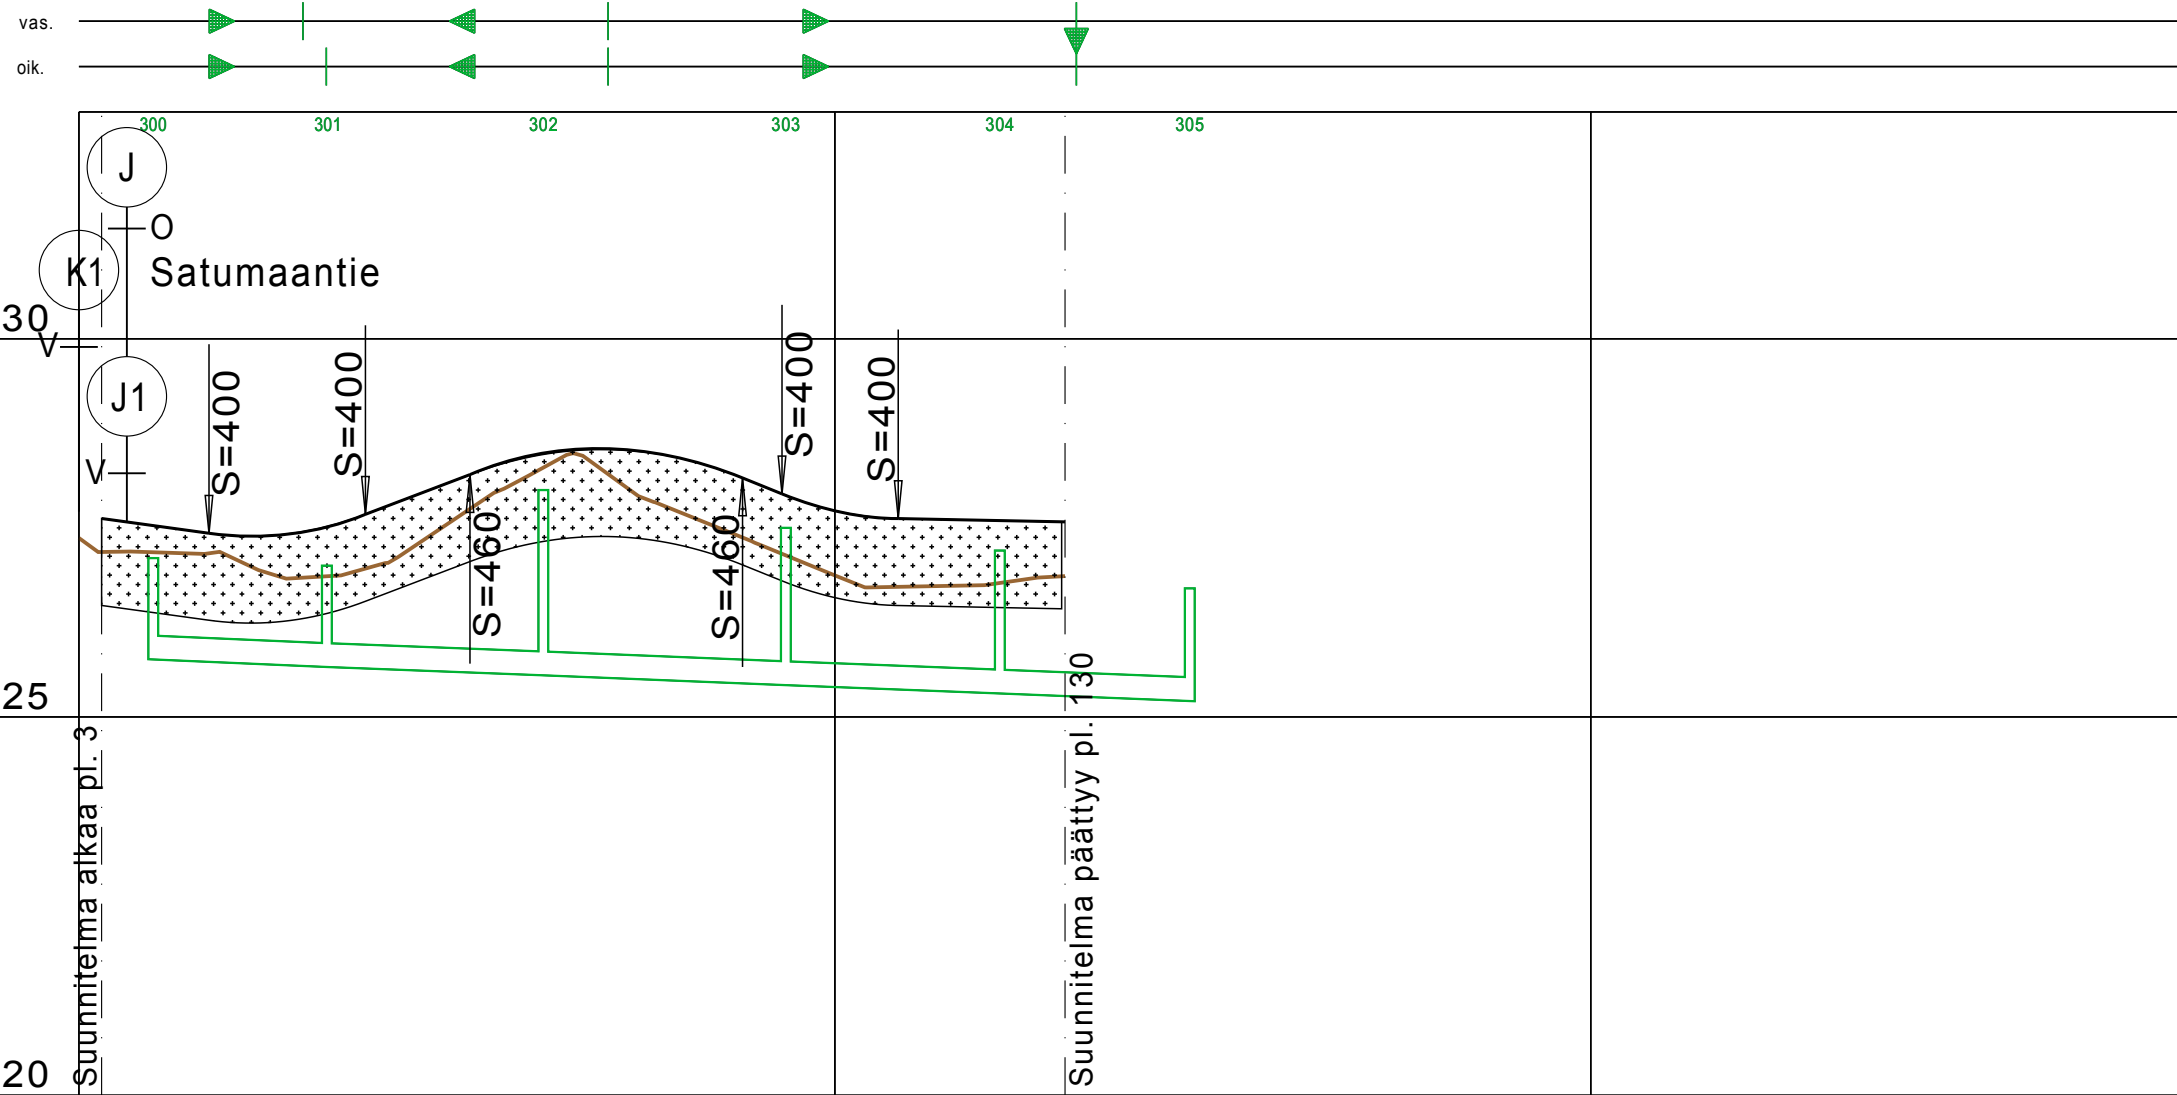 vas.
oik.
300 301 302 303 304 305
J
O
K1
Satumaantie
30
V
J1
V
S=400
S=400
S=400
S=400
S=460
S=460
25
Suunnitelma alkaa pl. 3
Suunnitelma päättyy pl. 130
20